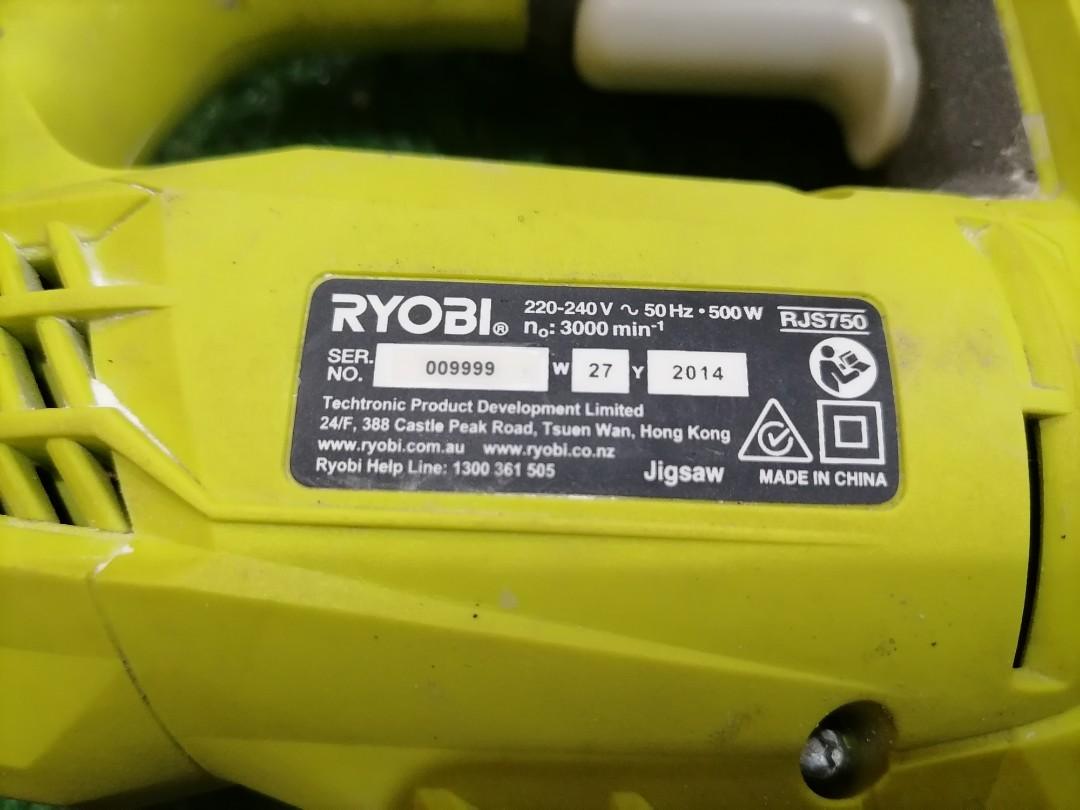 RYOBI® 220-240 V ~ 50 Hz • 500 W RJS750
n₀: 3000 min⁻¹
SER. NO. 009999 W 27 Y 2014
Techtronic Product Development Limited
24/F, 388 Castle Peak Road, Tsuen Wan, Hong Kong
www.ryobi.com.au www.ryobi.co.nz
Ryobi Help Line: 1300 361 505
Jigsaw MADE IN CHINA